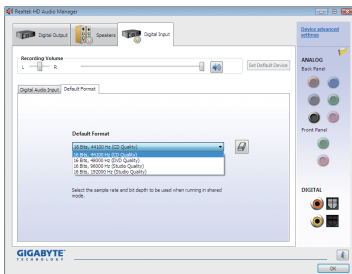 Realtek HD Audio Manager
Digital Output
Speakers
Digital Input
Device advanced
settings
Recording Volume
L
R
Set Default Device
ANALOG
Back Panel
Digital Audio Input
Default Format
Default Format
16 Bits, 44100 Hz (CD Quality)
16 Bits, 44100 Hz (CD Quality)
16 Bits, 48000 Hz (DVD Quality)
16 Bits, 96000 Hz (Studio Quality)
16 Bits, 192000 Hz (Studio Quality)
Front Panel
Select the sample rate and bit depth to be used when running in shared
mode.
DIGITAL
GIGABYTE™
TECHNOLOGY
OK